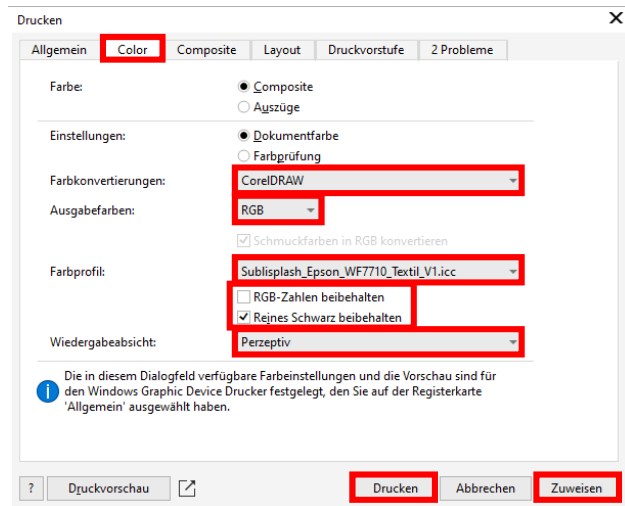 Drucken
Allgemein Color Composite Layout Druckvorstufe 2 Probleme
Farbe: Composite
Auszüge
Einstellungen: Dokumentfarbe
Farbprüfung
Farbkonvertierungen: CorelDRAW
Ausgabefarben: RGB
Schmuckfarben in RGB konvertieren
Farbprofil: Sublisplash_Epson_WF7710_Textil_V1.icc
RGB-Zahlen beibehalten
Reines Schwarz beibehalten
Wiedergabeabsicht: Perzeptiv
Die in diesem Dialogfeld verfügbare Farbeinstellungen und die Vorschau sind für
den Windows Graphic Device Drucker festgelegt, den Sie auf der Registerkarte
'Allgemein' ausgewählt haben.
? Druckvorschau Drucken Abbrechen Zuweisen